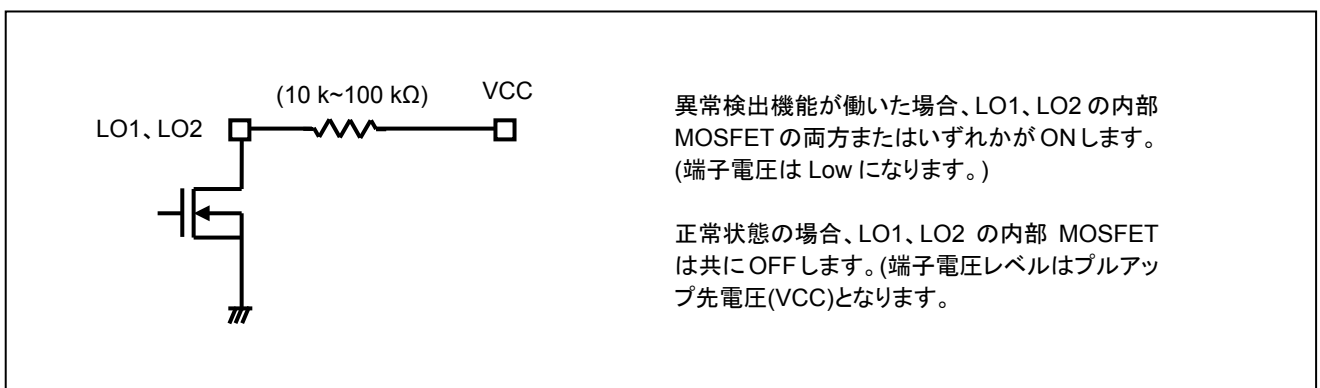 (10 k~100 kΩ)
VCC
LO1、LO2
異常検出機能が働いた場合、LO1、LO2 の内部
MOSFET の両方またはいずれかが ON します。
(端子電圧は Low になります。)
正常状態の場合、LO1、LO2 の内部 MOSFET
は共に OFF します。(端子電圧レベルはプルアッ
プ先電圧(VCC)となります。